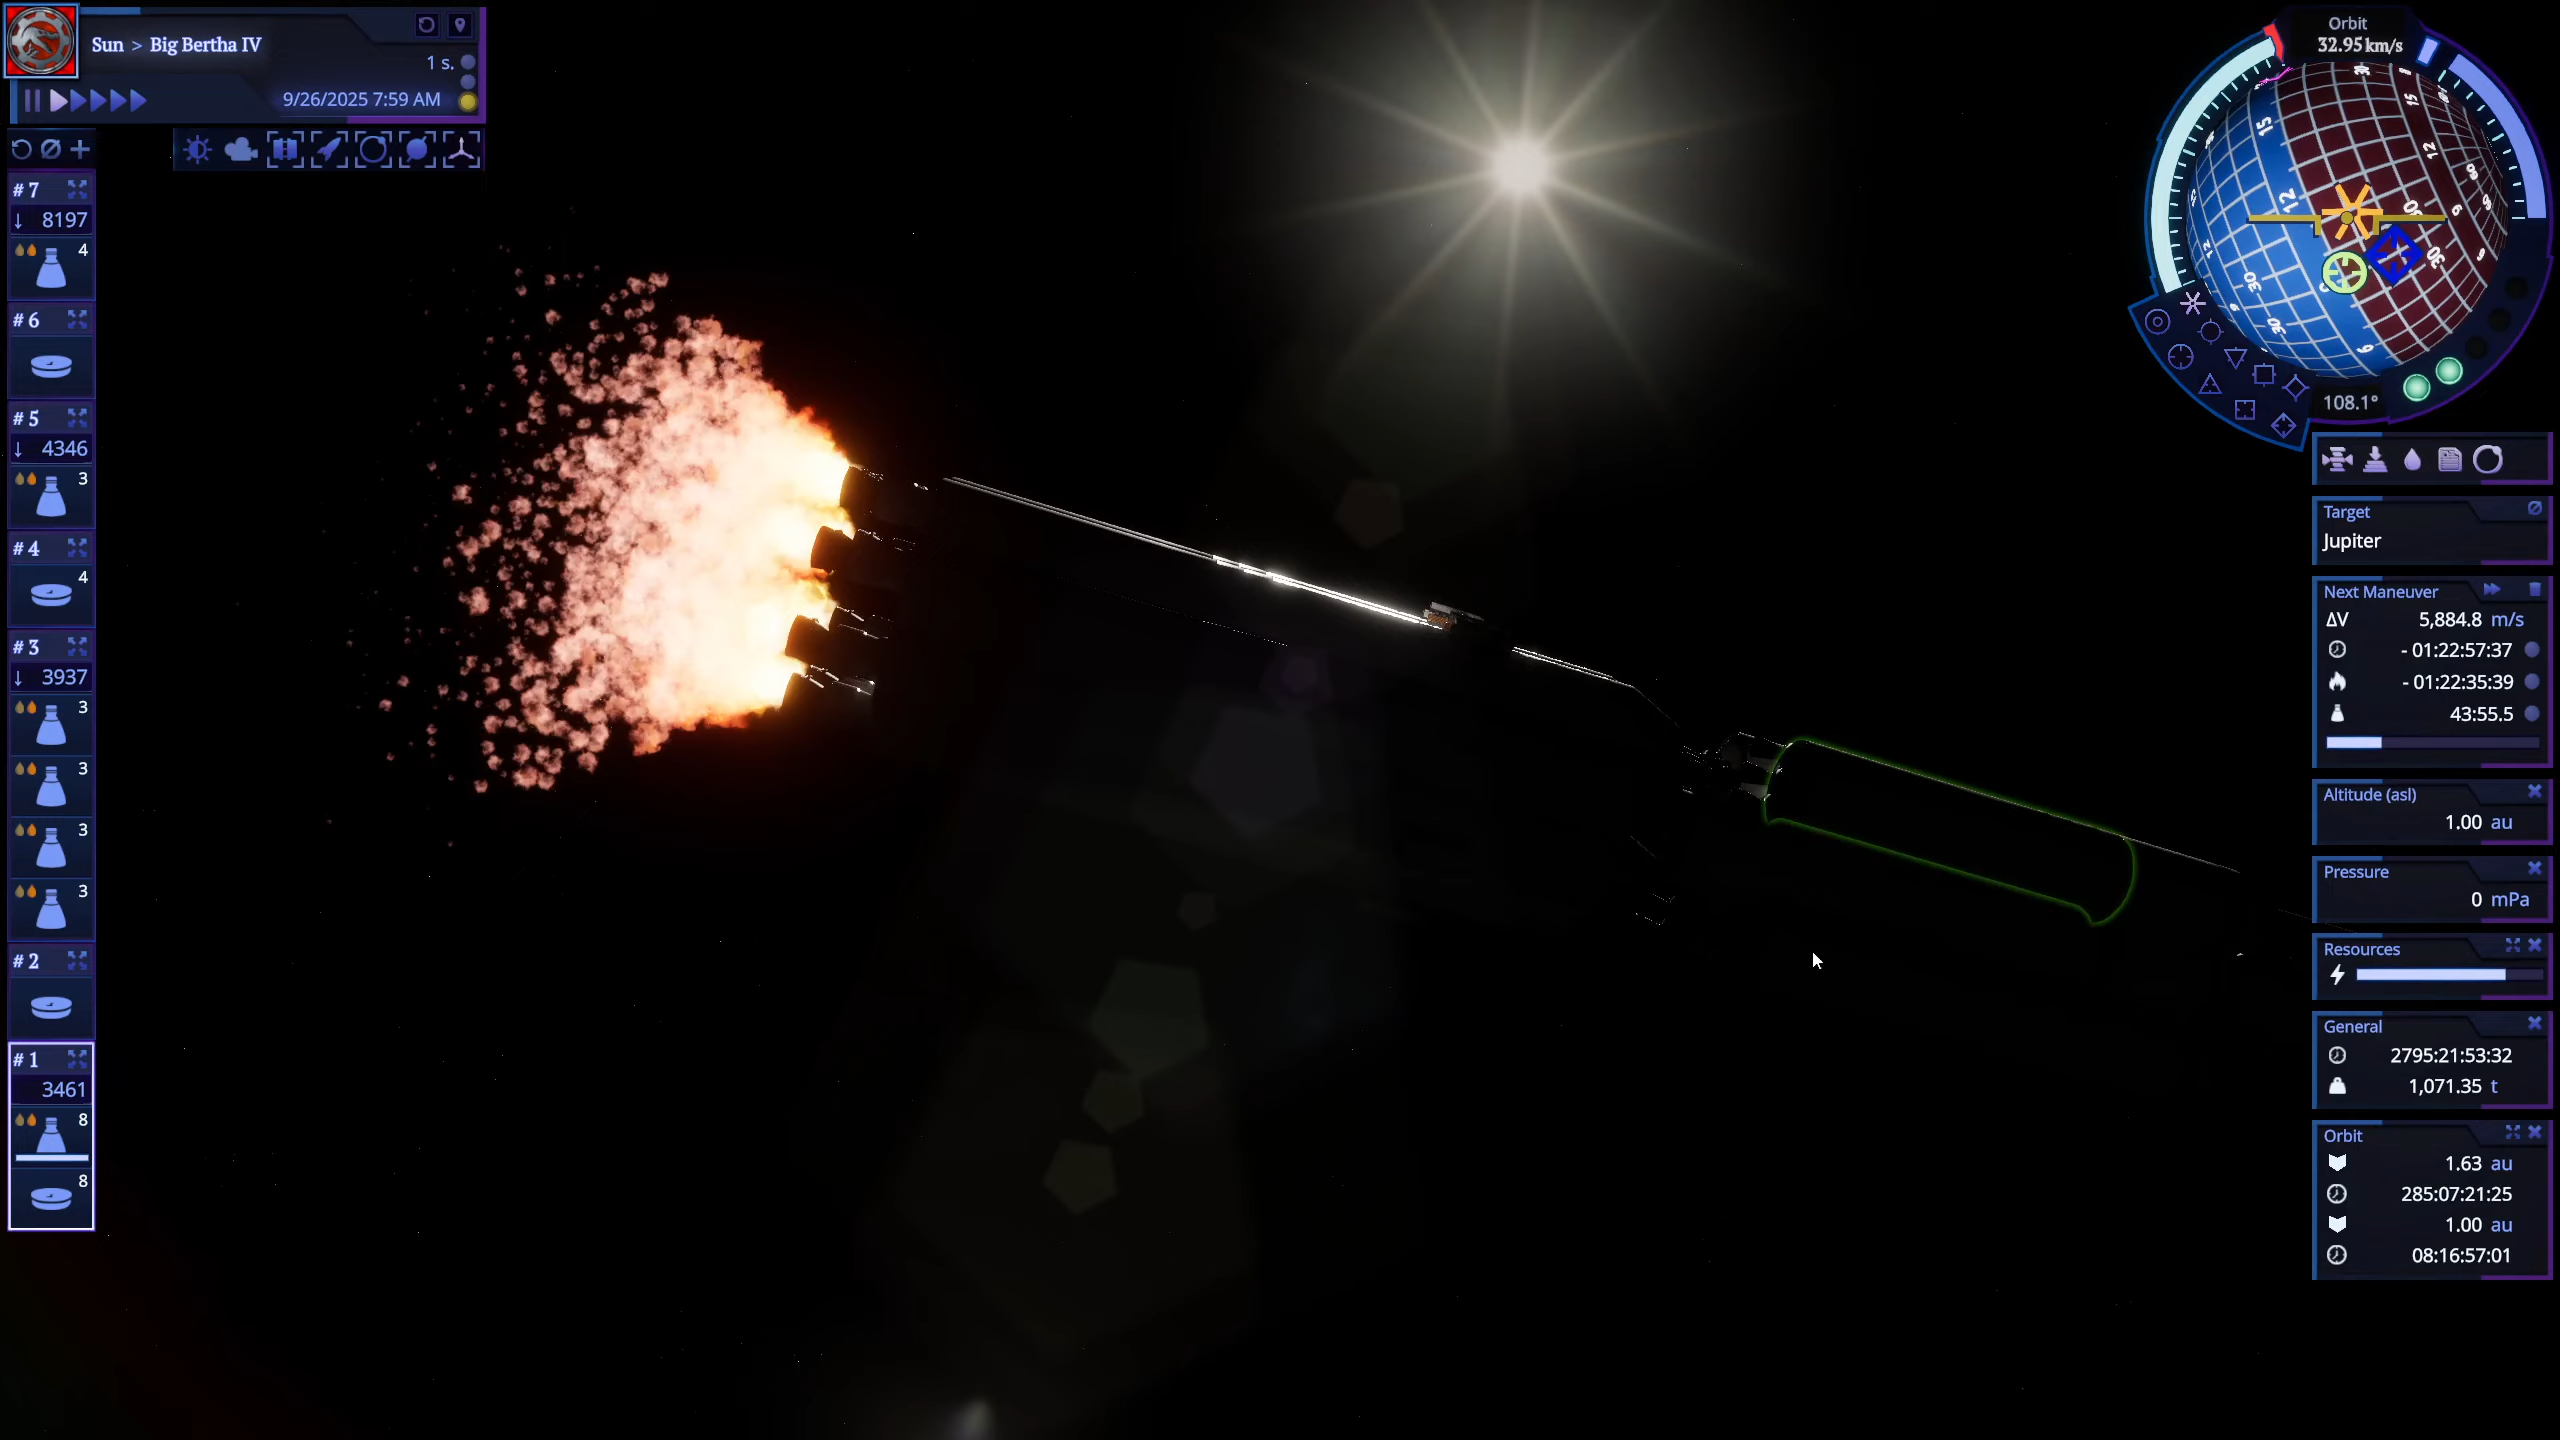 Sun > Big Bertha IV
1 s.
9/26/2025 7:59 AM
# 7
↓ 8197
4
# 6
# 5
↓ 4346
3
# 4
4
# 3
↓ 3937
3
3
3
3
# 2
# 1
3461
8
8
Orbit
32.95 km/s
108.1°
Target
Jupiter
Next Maneuver
ΔV 5,884.8 m/s
- 01:22:57:37
- 01:22:35:39
43:55.5
Altitude (asl)
1.00 au
Pressure
0 mPa
Resources
General
2795:21:53:32
1,071.35 t
Orbit
1.63 au
285:07:21:25
1.00 au
08:16:57:01